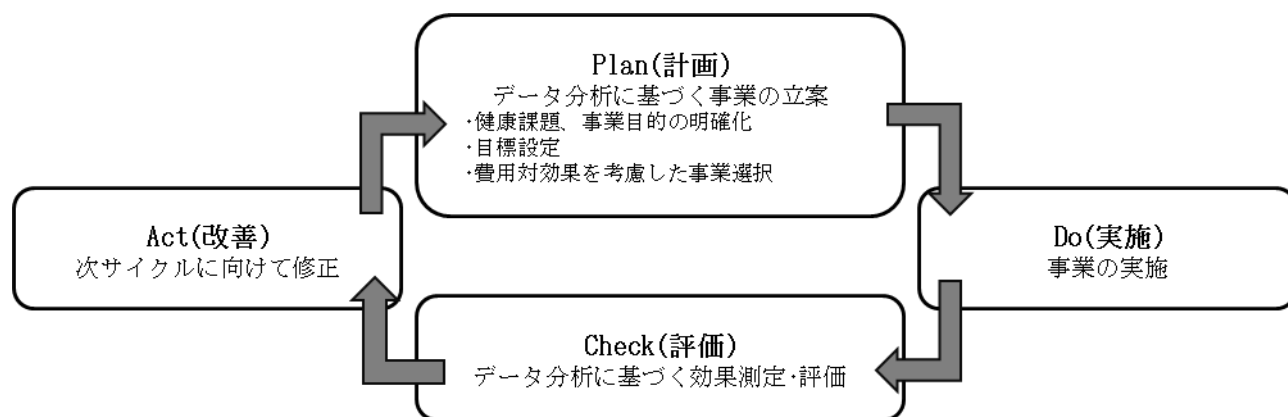 Plan(計画)
データ分析に基づく事業の立案
・健康課題、事業目的の明確化
・目標設定
・費用対効果を考慮した事業選択
Do(実施)
事業の実施
Check(評価)
データ分析に基づく効果測定・評価
Act(改善)
次サイクルに向けて修正